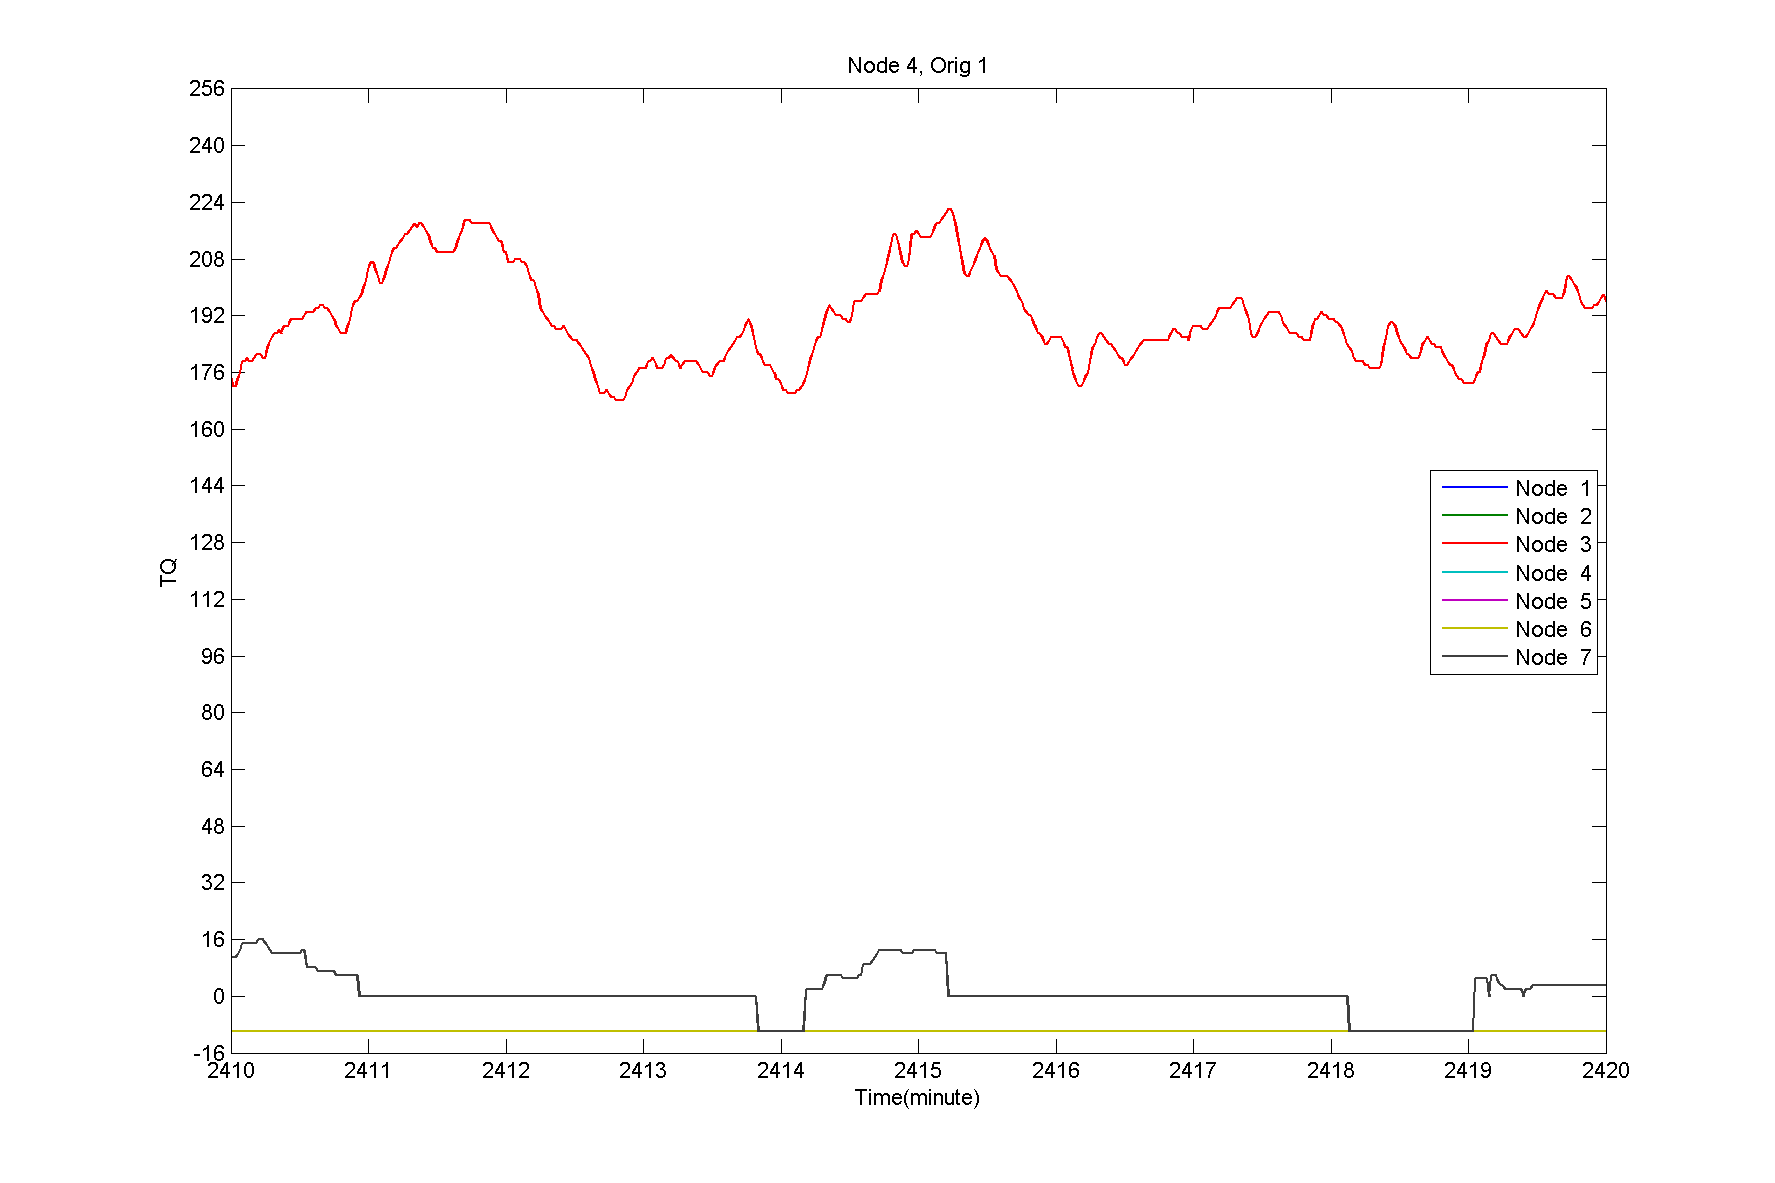 Node 4, Orig 1
256
240
224
208
192
176
160
144
128
112
96
80
64
48
32
16
0
-16
TQ
Node 1
Node 2
Node 3
Node 4
Node 5
Node 6
Node 7
2410 2411 2412 2413 2414 2415 2416 2417 2418 2419 2420
Time(minute)